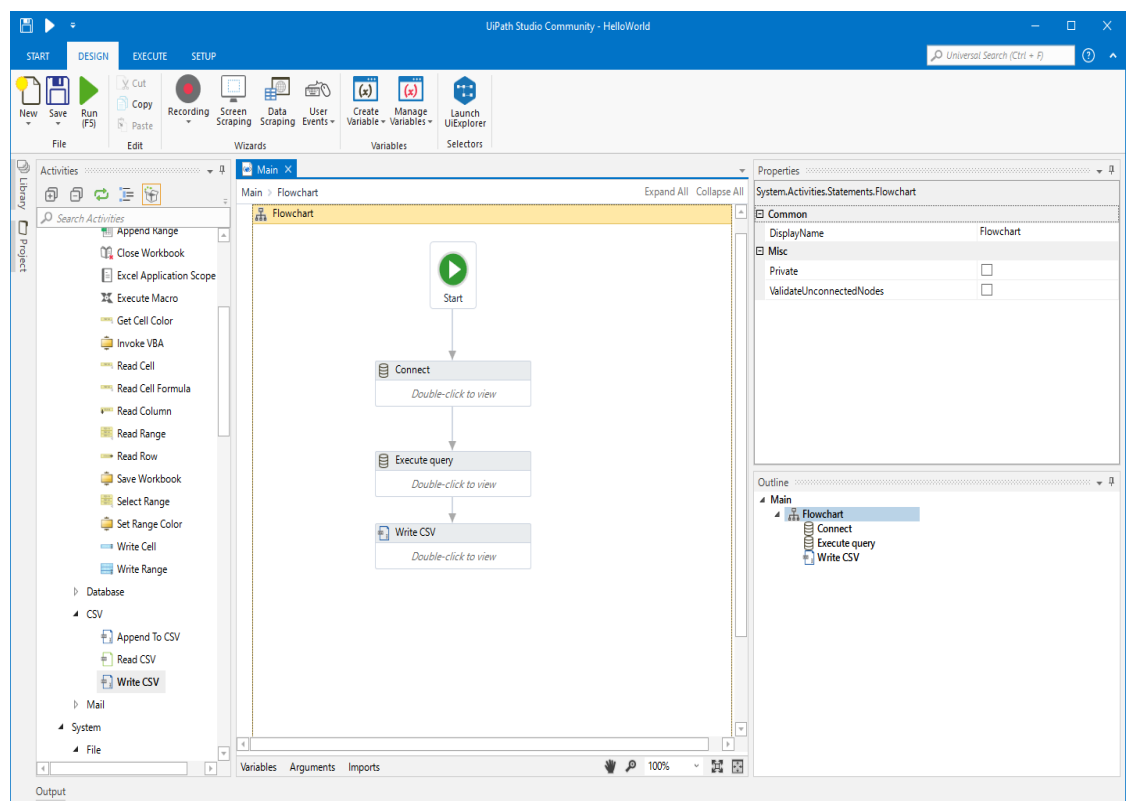 UiPath Studio Community - HelloWorld
START DESIGN EXECUTE SETUP
Universal Search (Ctrl + F)
New
Save
Run
(F5)
Cut
Copy
Paste
Recording
Screen
Scraping
Data
Scraping
User
Events
Create
Variable
Manage
Variables
Launch
UiExplorer
File
Edit
Wizards
Variables
Selectors
Library
Project
Activities
Search Activities
Append Range
Close Workbook
Excel Application Scope
Execute Macro
Get Cell Color
Invoke VBA
Read Cell
Read Cell Formula
Read Column
Read Range
Read Row
Save Workbook
Select Range
Set Range Color
Write Cell
Write Range
Database
CSV
Append To CSV
Read CSV
Write CSV
Mail
System
File
Main
Main > Flowchart
Expand All Collapse All
Flowchart
Start
Connect
Double-click to view
Execute query
Double-click to view
Write CSV
Double-click to view
Variables Arguments Imports
100%
Properties
System.Activities.Statements.Flowchart
Common
DisplayName Flowchart
Misc
Private
ValidateUnconnectedNodes
Outline
Main
Flowchart
Connect
Execute query
Write CSV
Output